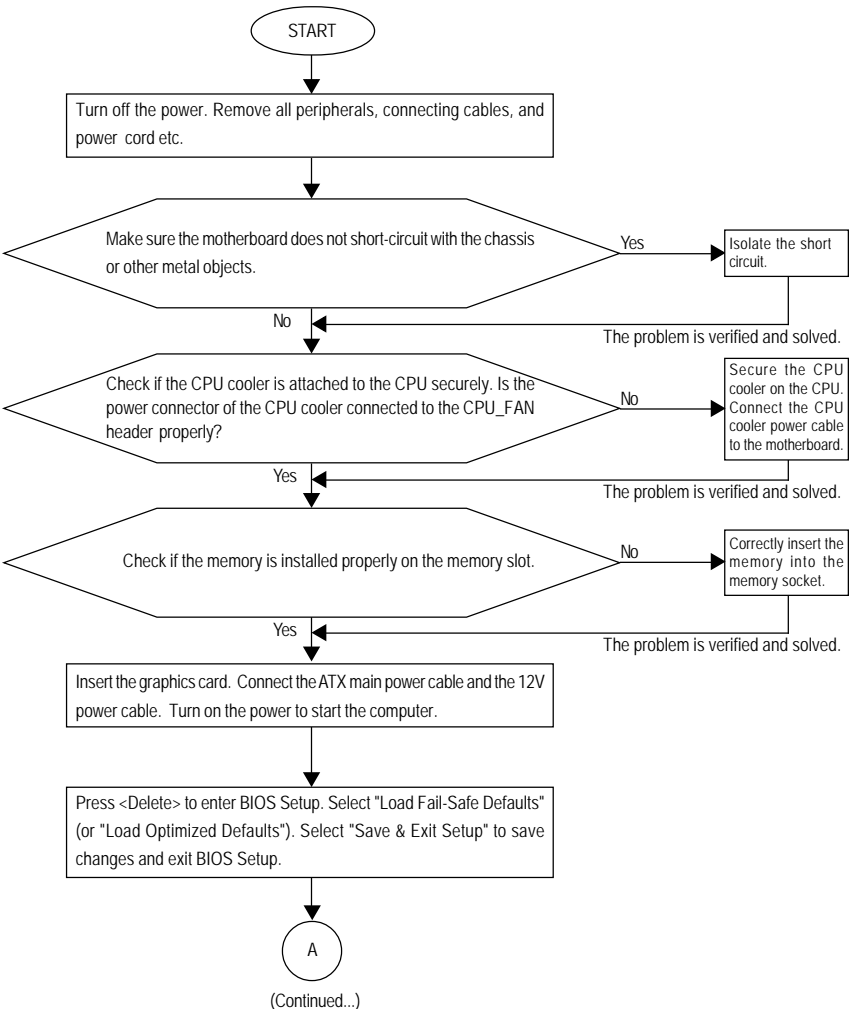 START
Turn off the power. Remove all peripherals, connecting cables, and
power cord etc.
Make sure the motherboard does not short-circuit with the chassis
or other metal objects.
Yes
Isolate the short
circuit.
No
The problem is verified and solved.
Check if the CPU cooler is attached to the CPU securely. Is the
power connector of the CPU cooler connected to the CPU_FAN
header properly?
No
Secure the CPU
cooler on the CPU.
Connect the CPU
cooler power cable
to the motherboard.
Yes
The problem is verified and solved.
Check if the memory is installed properly on the memory slot.
No
Correctly insert the
memory into the
memory socket.
Yes
The problem is verified and solved.
Insert the graphics card. Connect the ATX main power cable and the 12V
power cable. Turn on the power to start the computer.
Press <Delete> to enter BIOS Setup. Select "Load Fail-Safe Defaults"
(or "Load Optimized Defaults"). Select "Save & Exit Setup" to save
changes and exit BIOS Setup.
A
(Continued...)